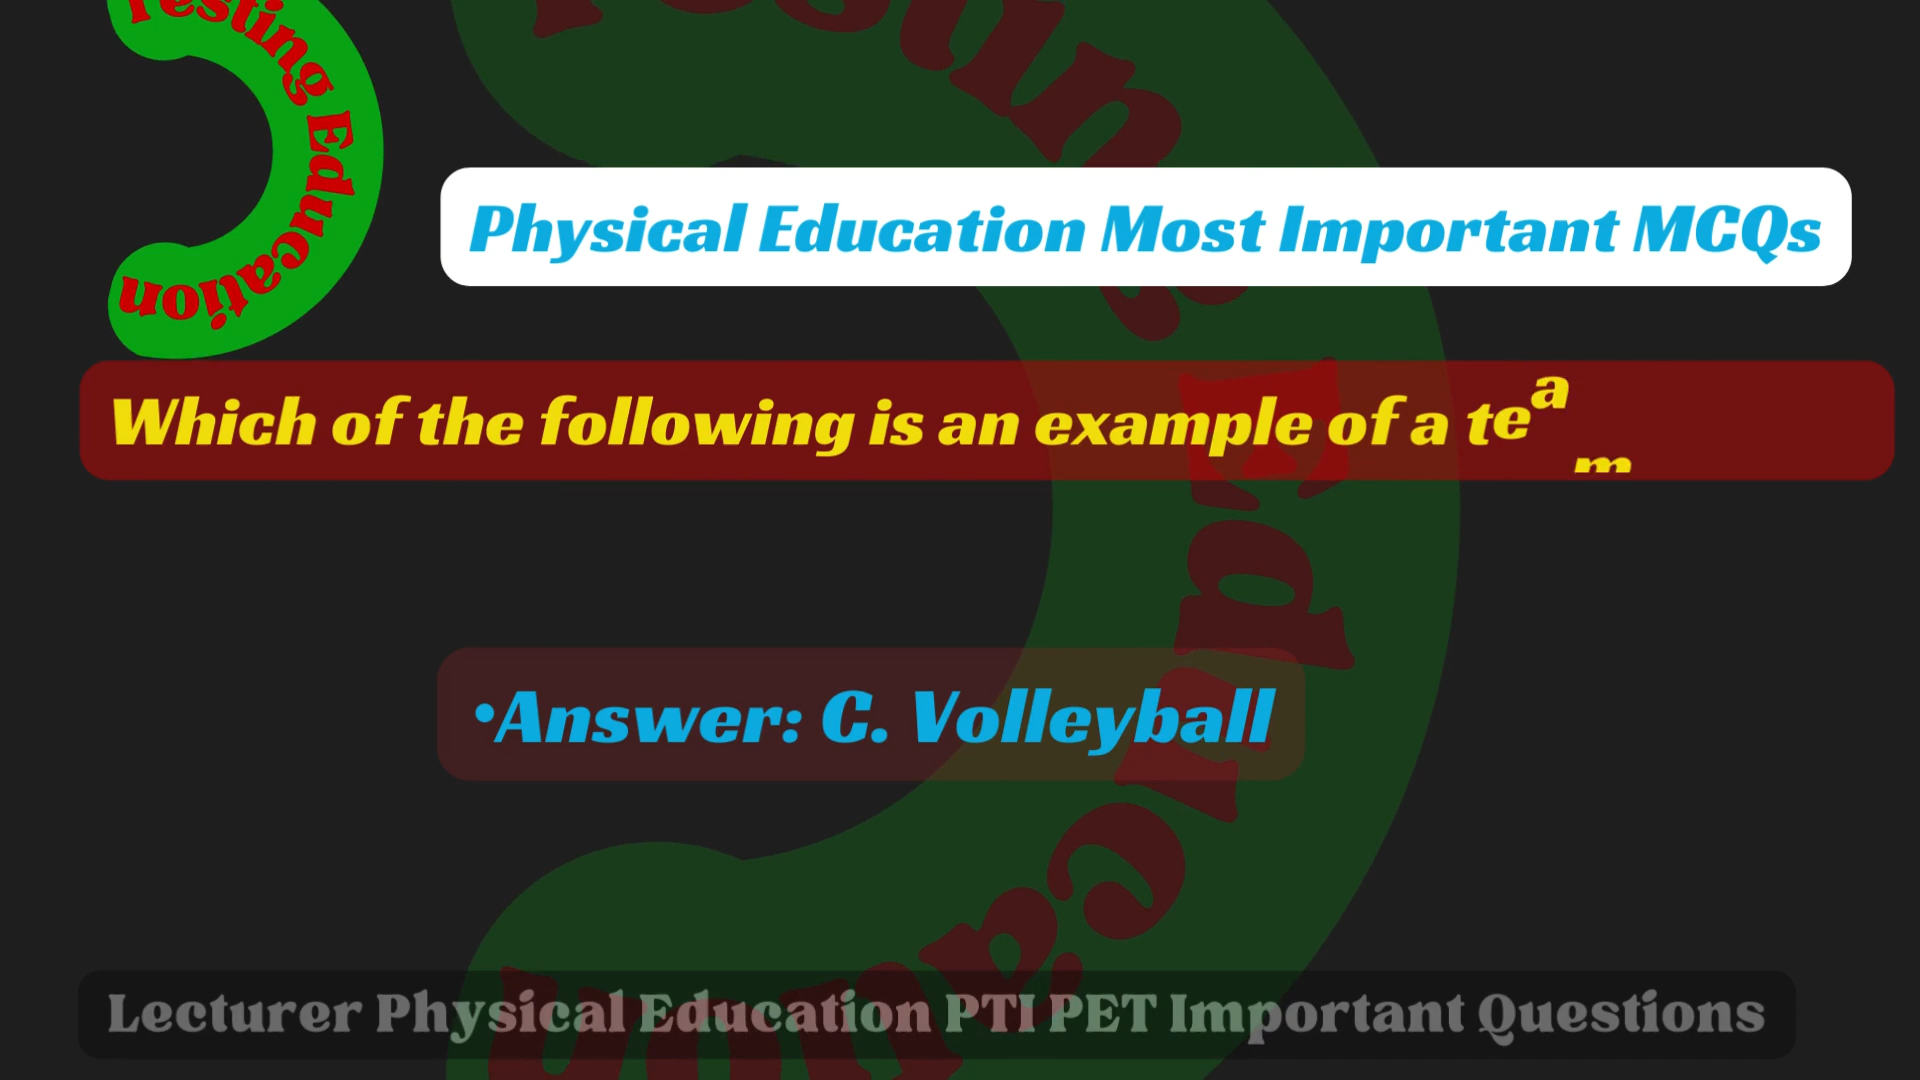 Testing Education
Physical Education Most Important MCQs
Which of the following is an example of a team
•Answer: C. Volleyball
Lecturer Physical Education PTI PET Important Questions